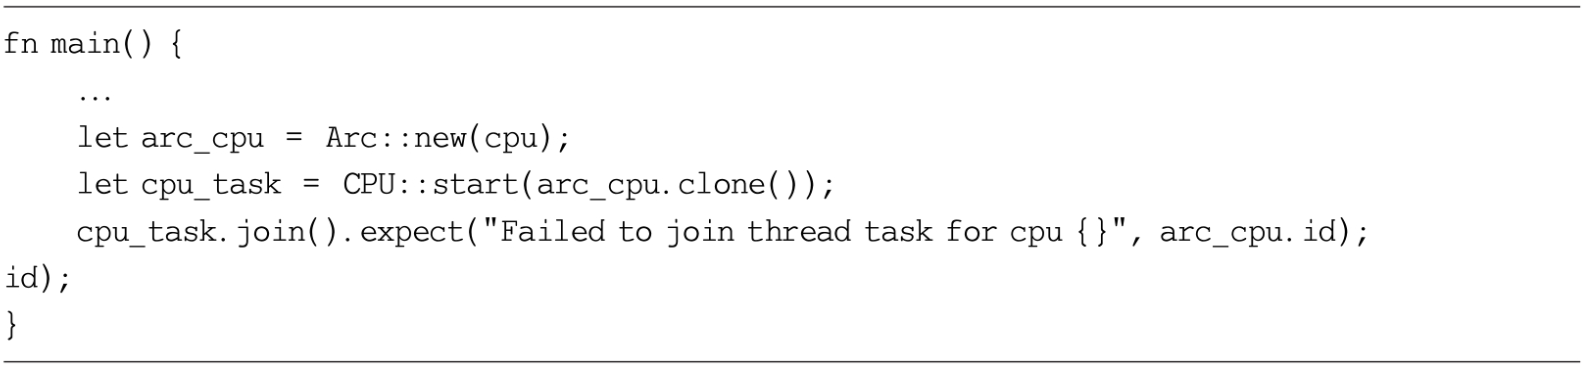 fn main() {
...
let arc_cpu = Arc::new(cpu);
let cpu_task = CPU::start(arc_cpu.clone());
cpu_task.join().expect("Failed to join thread task for cpu {}", arc_cpu.id);
id);
}